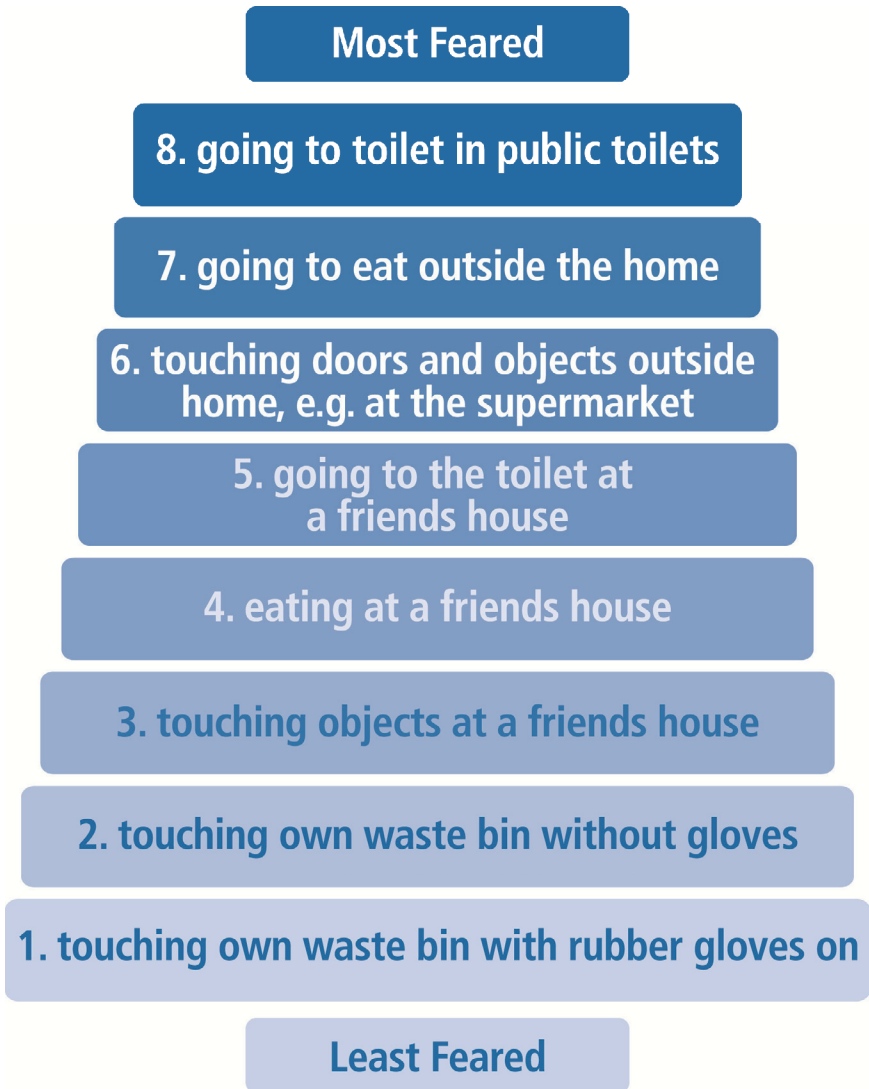 Most Feared
8. going to toilet in public toilets
7. going to eat outside the home
6. touching doors and objects outside
home, e.g. at the supermarket
5. going to the toilet at
a friends house
4. eating at a friends house
3. touching objects at a friends house
2. touching own waste bin without gloves
1. touching own waste bin with rubber gloves on
Least Feared